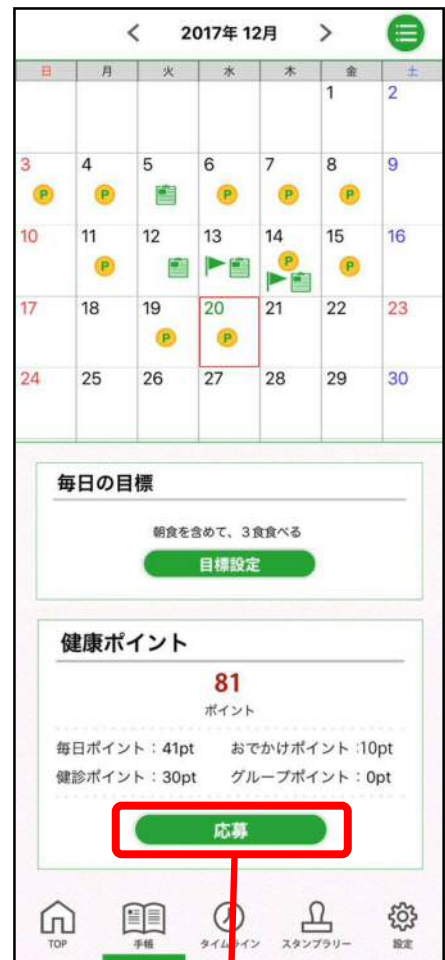 2017年 12月
日 月 火 水 木 金 土
1 2
3 4 5 6 7 8 9
P P P P P
10 11 12 13 14 15 16
P P P
17 18 19 20 21 22 23
P P
24 25 26 27 28 29 30
毎日の目標
朝食を含めて、3食食べる
目標設定
健康ポイント
81
ポイント
毎日ポイント：41pt おでかけポイント:10pt
健診ポイント：30pt グループポイント：0pt
応募
TOP 手帳 タイムライン スタンプラリー 設定